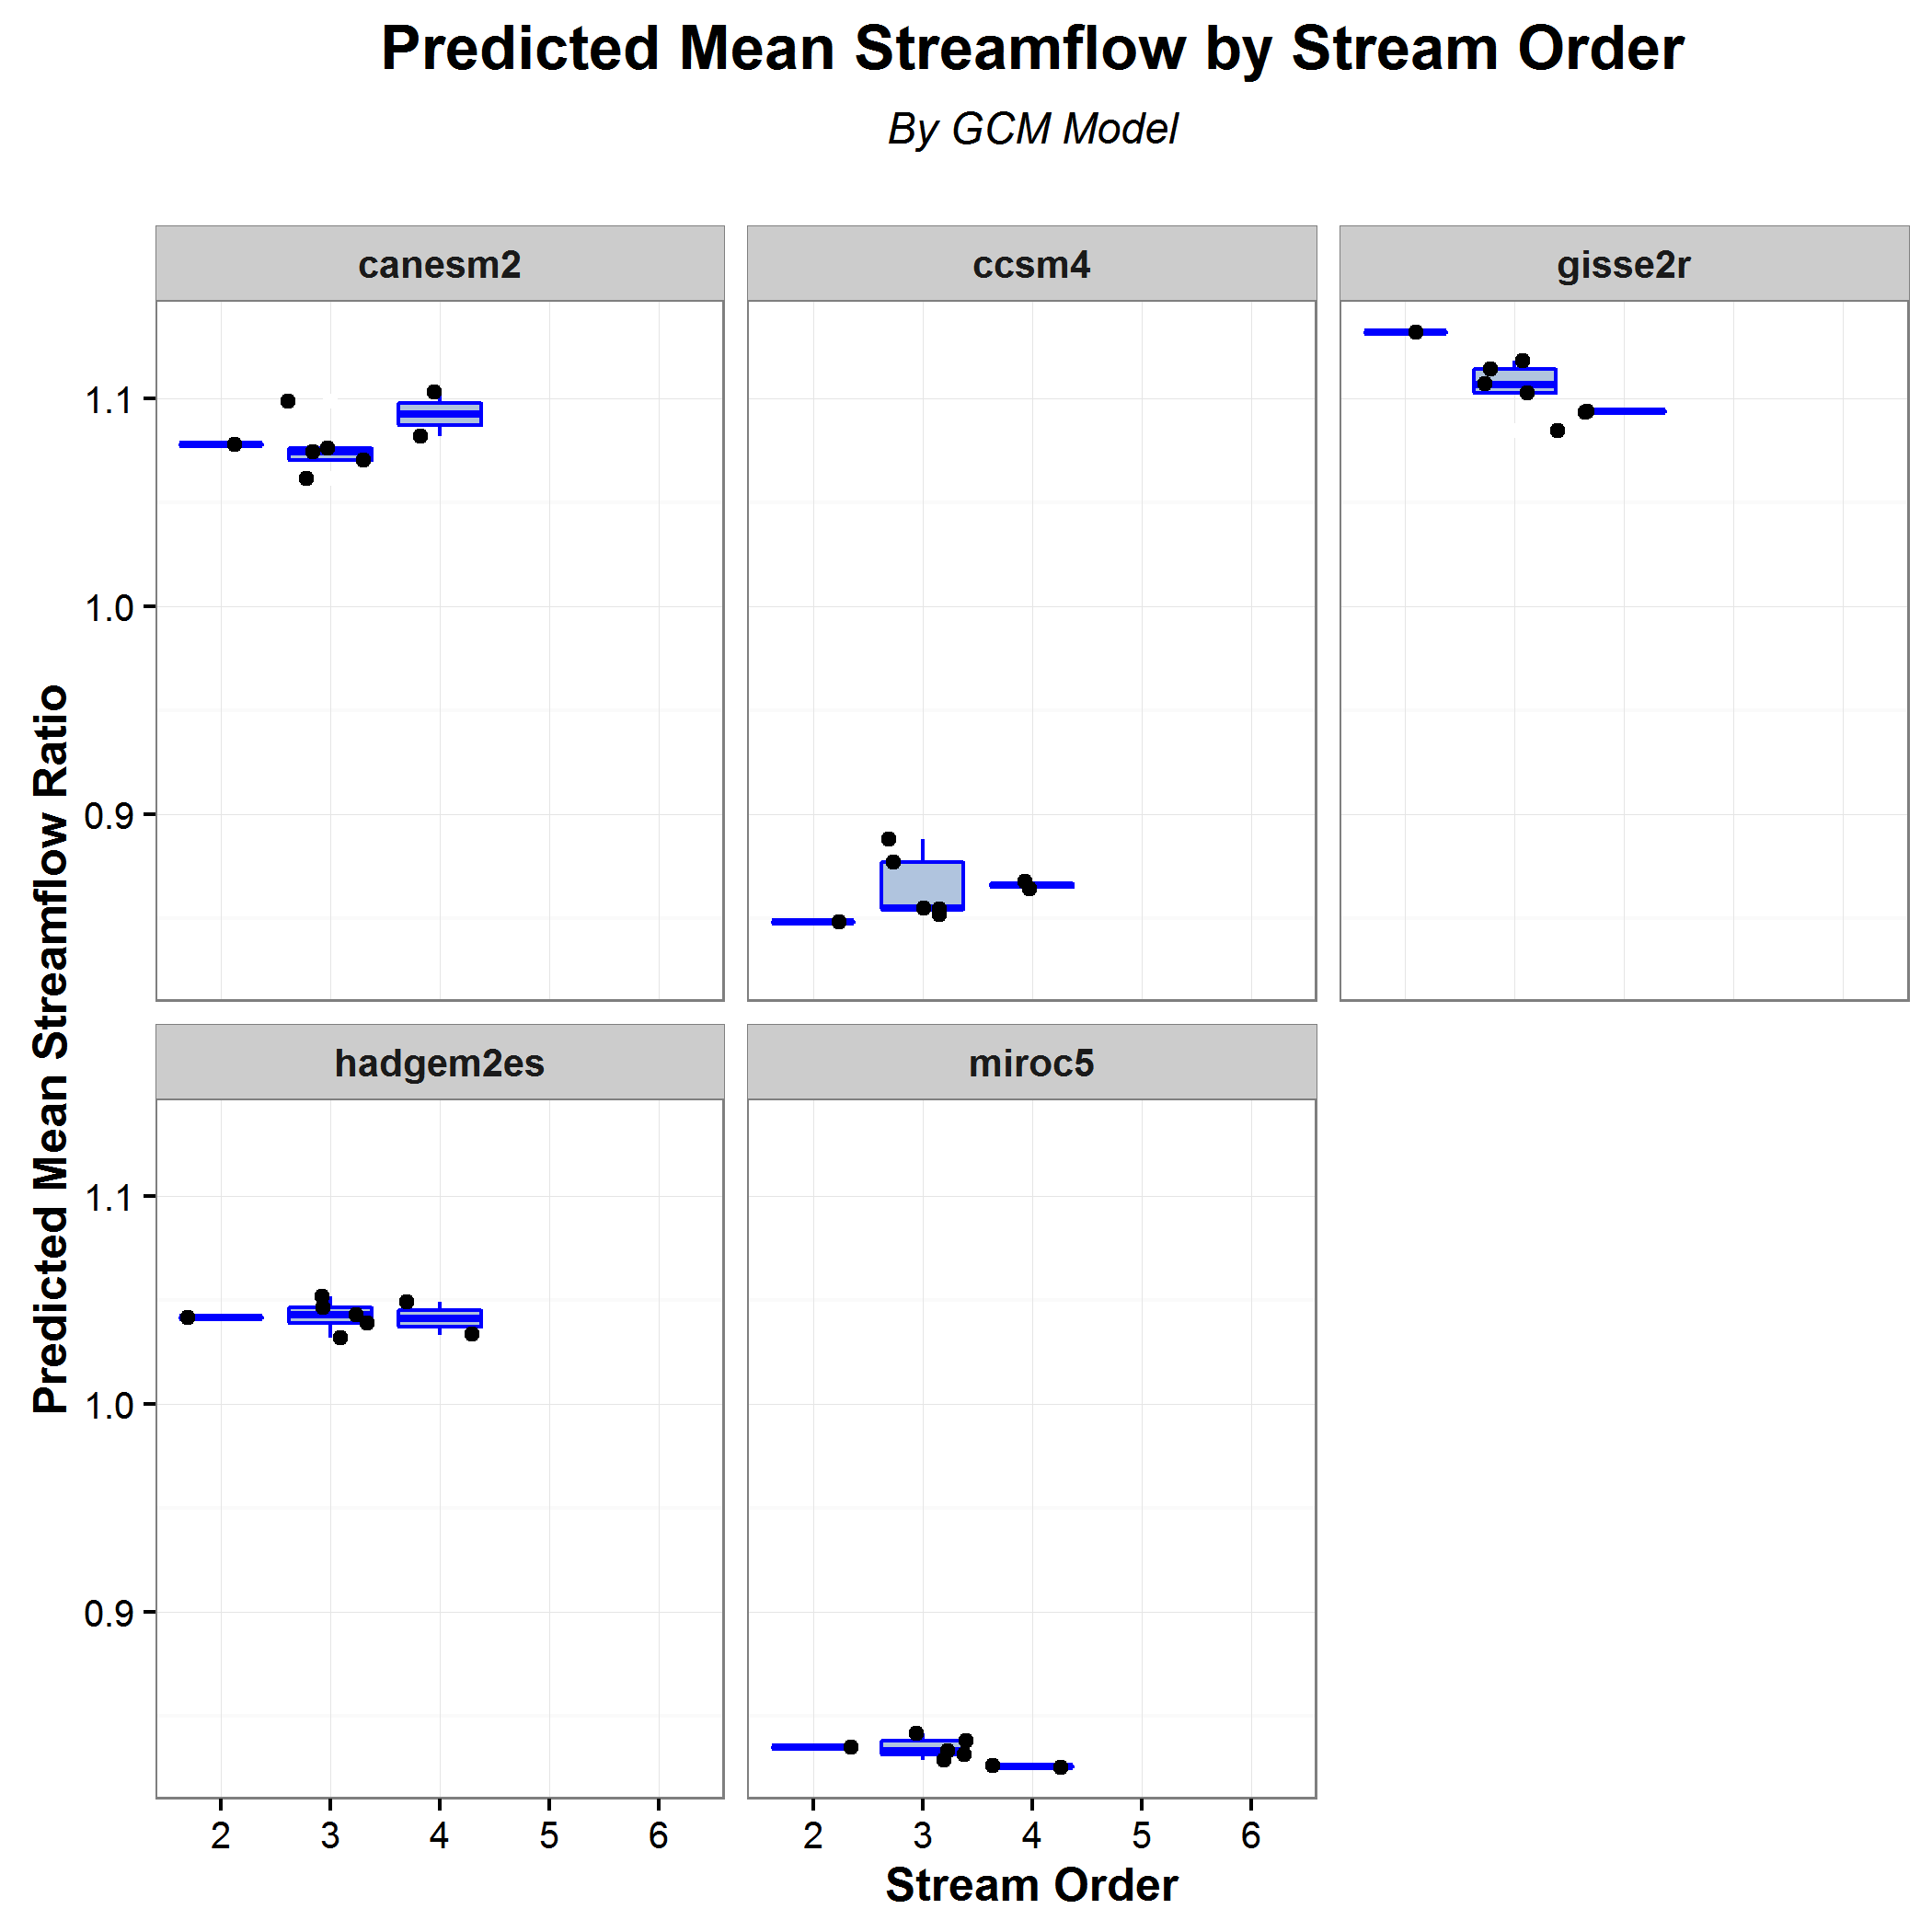 Predicted Mean Streamflow by Stream Order
By GCM Model
canesm2
ccsm4
gisse2r
1.1
1.0
0.9
Predicted Mean Streamflow Ratio
hadgem2es
miroc5
1.1
1.0
0.9
2 3 4 5 6
2 3 4 5 6
Stream Order